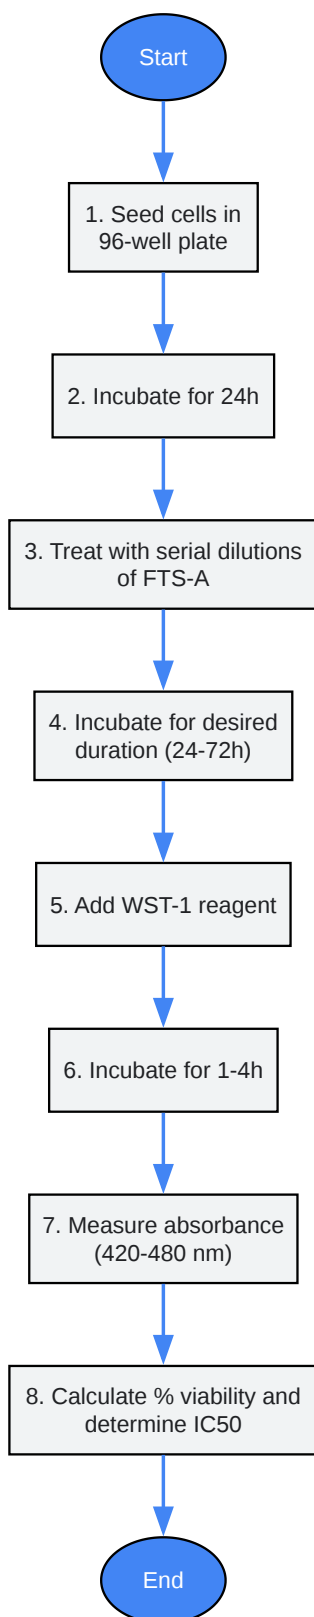 Start
1. Seed cells in
96-well plate
2. Incubate for 24h
3. Treat with serial dilutions
of FTS-A
4. Incubate for desired
duration (24-72h)
5. Add WST-1 reagent
6. Incubate for 1-4h
7. Measure absorbance
(420-480 nm)
8. Calculate % viability and
determine IC50
End